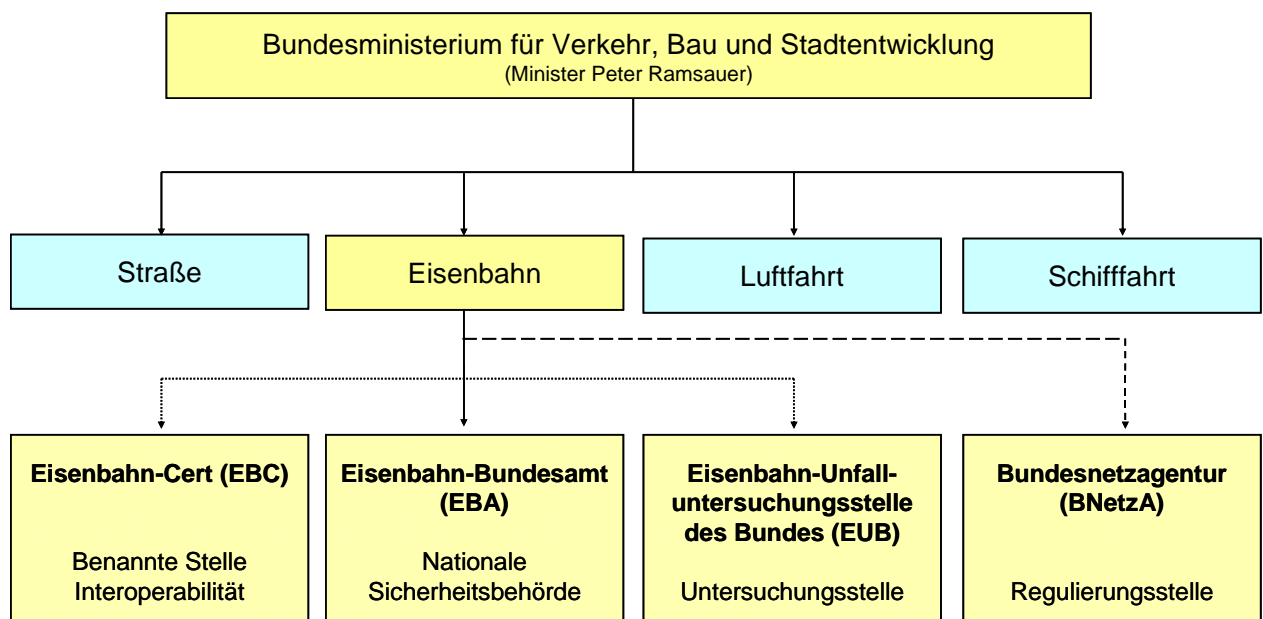 Bundesministerium für Verkehr, Bau und Stadtentwicklung
(Minister Peter Ramsauer)
Straße
Eisenbahn
Luftfahrt
Schifffahrt
Eisenbahn-Cert (EBC)
Benannte Stelle
Interoperabilität
Eisenbahn-Bundesamt
(EBA)
Nationale
Sicherheitsbehörde
Eisenbahn-Unfall-
untersuchungsstelle
des Bundes (EUB)
Untersuchungsstelle
Bundesnetzagentur
(BNetzA)
Regulierungsstelle